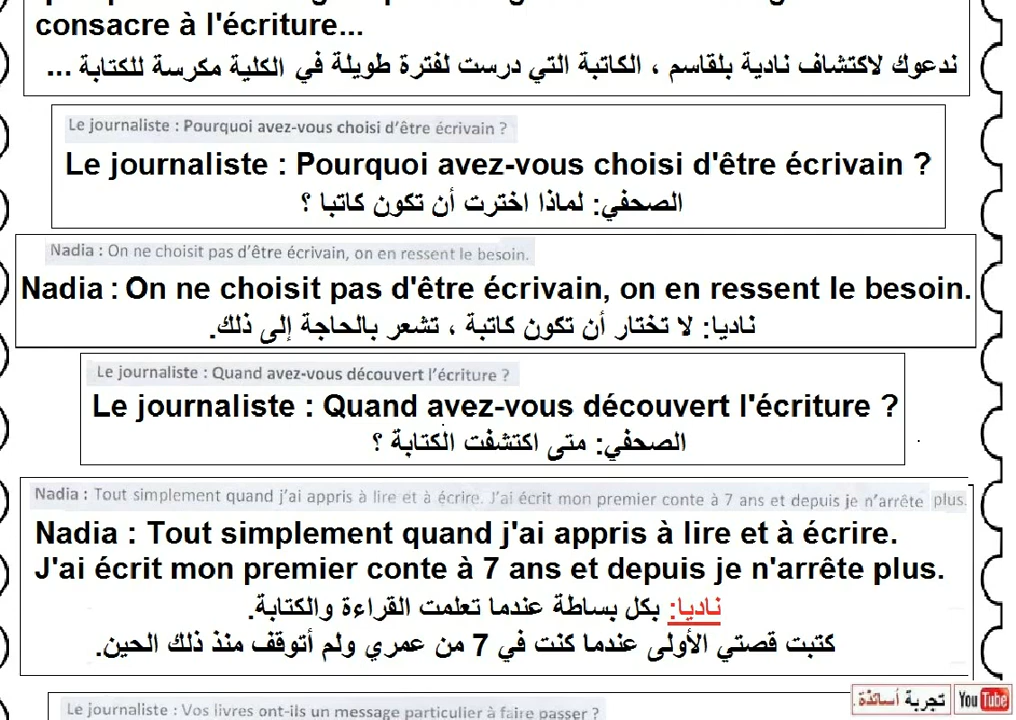 consacre à l'écriture...
ندعوك لاكتشاف نادية بلقاسم ، الكاتبة التي درست لفترة طويلة في الكلية مكرسة للكتابة ...
Le journaliste : Pourquoi avez-vous choisi d'être écrivain ?
Le journaliste : Pourquoi avez-vous choisi d'être écrivain ?
الصحفي: لماذا اخترت أن تكون كاتبا ؟
Nadia : On ne choisit pas d'être écrivain, on en ressent le besoin.
Nadia : On ne choisit pas d'être écrivain, on en ressent le besoin.
ناديا: لا تختار أن تكون كاتبة ، تشعر بالحاجة إلى ذلك.
Le journaliste : Quand avez-vous découvert l'écriture ?
Le journaliste : Quand avez-vous découvert l'écriture ?
الصحفي: متى اكتشفت الكتابة ؟
Nadia : Tout simplement quand j'ai appris à lire et à écrire. J'ai écrit mon premier conte à 7 ans et depuis je n'arrête plus.
Nadia : Tout simplement quand j'ai appris à lire et à écrire.
J'ai écrit mon premier conte à 7 ans et depuis je n'arrête plus.
ناديا: بكل بساطة عندما تعلمت القراءة والكتابة.
كتبت قصتي الأولى عندما كنت في 7 من عمري ولم أتوقف منذ ذلك الحين.
Le journaliste : Vos livres ont-ils un message particulier à faire passer ?
تجربة أساتذة. YouTube